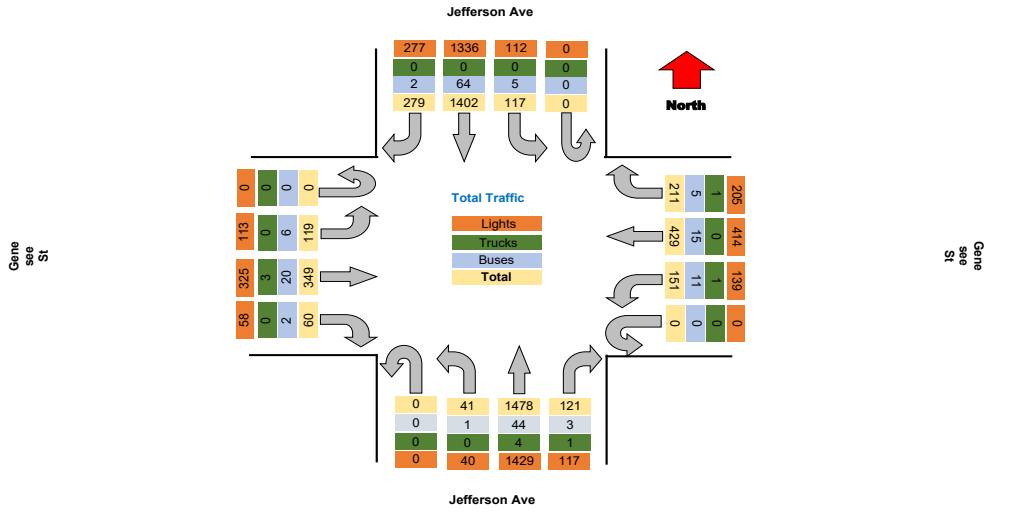 Jefferson Ave
277 1336 112 0
0 0 0 0
2 64 5 0
279 1402 117 0
North
0 0 0 0
113 0 6 119
325 3 20 349
58 0 2 60
Gene
see
St
Total Traffic
Lights
Trucks
Buses
Total
211 5 1 205
429 15 0 414
151 11 1 139
0 0 0 0
Gene
see
St
0 41 1478 121
0 1 44 3
0 0 4 1
0 40 1429 117
Jefferson Ave